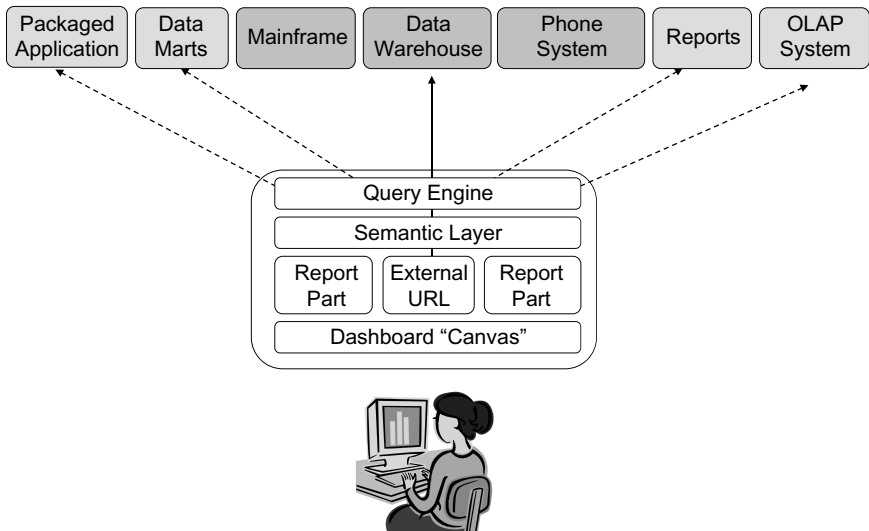 Packaged
Application
Data
Marts
Mainframe
Data
Warehouse
Phone
System
Reports
OLAP
System
Query Engine
Semantic Layer
Report
Part
External
URL
Report
Part
Dashboard “Canvas”